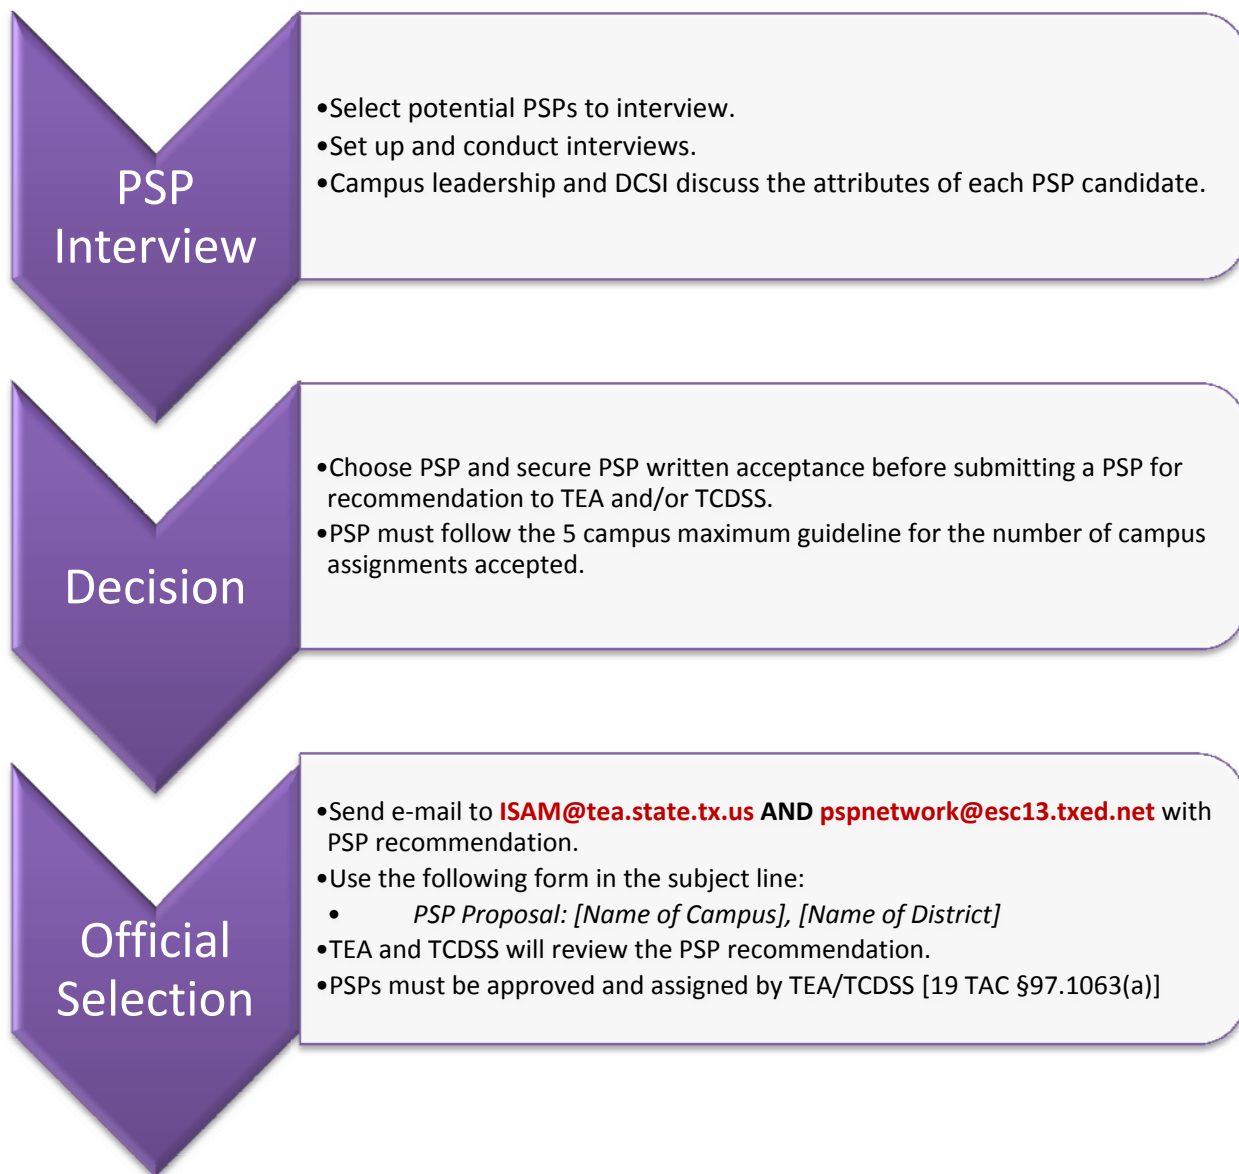 PSP
Interview
•Select potential PSPs to interview.
•Set up and conduct interviews.
•Campus leadership and DCSI discuss the attributes of each PSP candidate.
Decision
•Choose PSP and secure PSP written acceptance before submitting a PSP for
recommendation to TEA and/or TCDSS.
•PSP must follow the 5 campus maximum guideline for the number of campus
assignments accepted.
Official
Selection
•Send e-mail to ISAM@tea.state.tx.us AND pspnetwork@esc13.txed.net with
PSP recommendation.
•Use the following form in the subject line:
• PSP Proposal: [Name of Campus], [Name of District]
•TEA and TCDSS will review the PSP recommendation.
•PSPs must be approved and assigned by TEA/TCDSS [19 TAC §97.1063(a)]